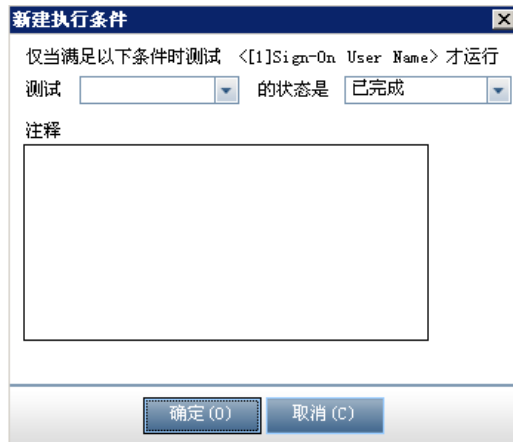 新建执行条件
仅当满足以下条件时测试 <[1]Sign-On User Name> 才运行
测试 的状态是 已完成
注释
确定(O) 取消(C)